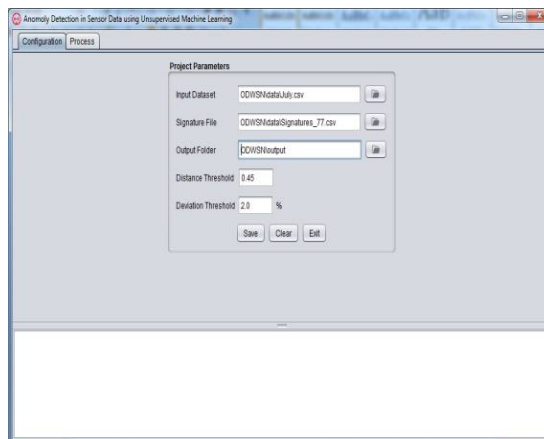 Anomoly Detection in Sensor Data using Unsupervised Machine Learning
Configuration Process
Project Parameters
Input Dataset ODWSN\data\July.csv
Signature File ODWSN\data\Signatures_77.csv
Output Folder ODWSN\output
Distance Threshold 0.45
Deviation Threshold 2.0 %
Save Clear Exit